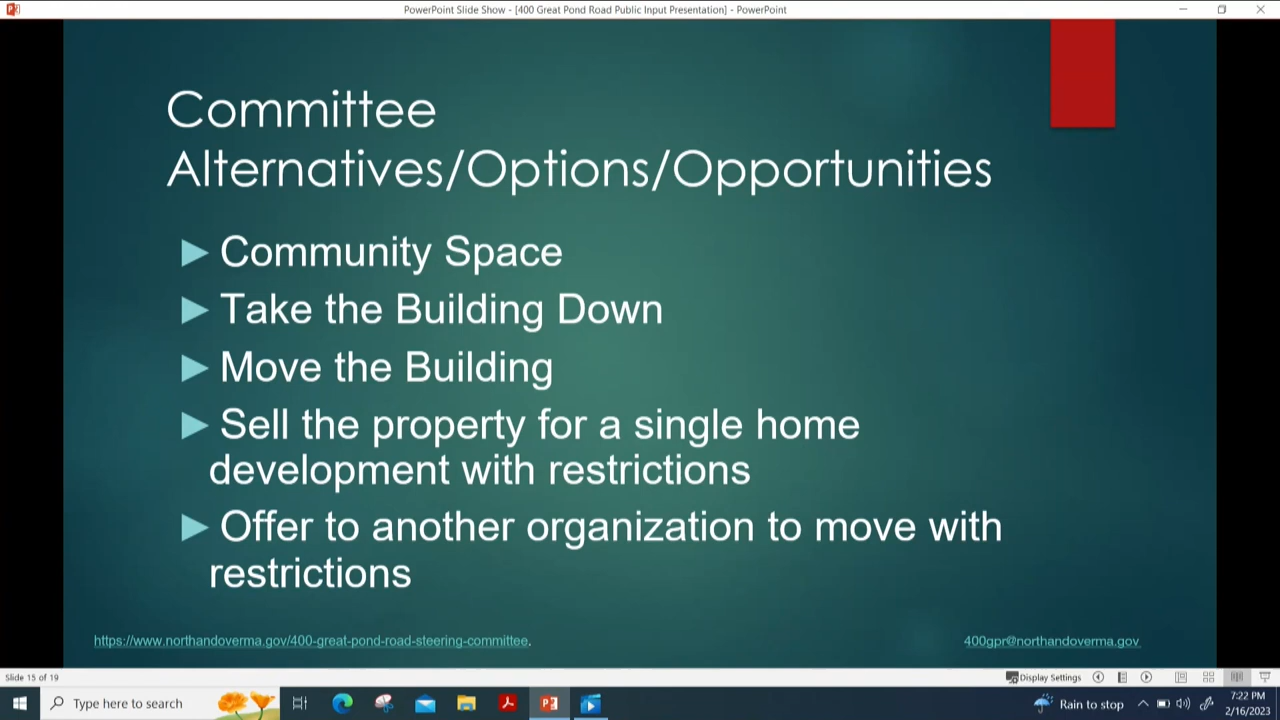 PowerPoint Slide Show - [400 Great Pond Road Public Input Presentation] - PowerPoint
Committee
Alternatives/Options/Opportunities
Community Space
Take the Building Down
Move the Building
Sell the property for a single home
development with restrictions
Offer to another organization to move with
restrictions
https://www.northandoverma.gov/400-great-pond-road-steering-committee.
400gpr@northandoverma.gov
Slide 15 of 19
Display Settings
Type here to search
Rain to stop
7:22 PM
2/16/2023